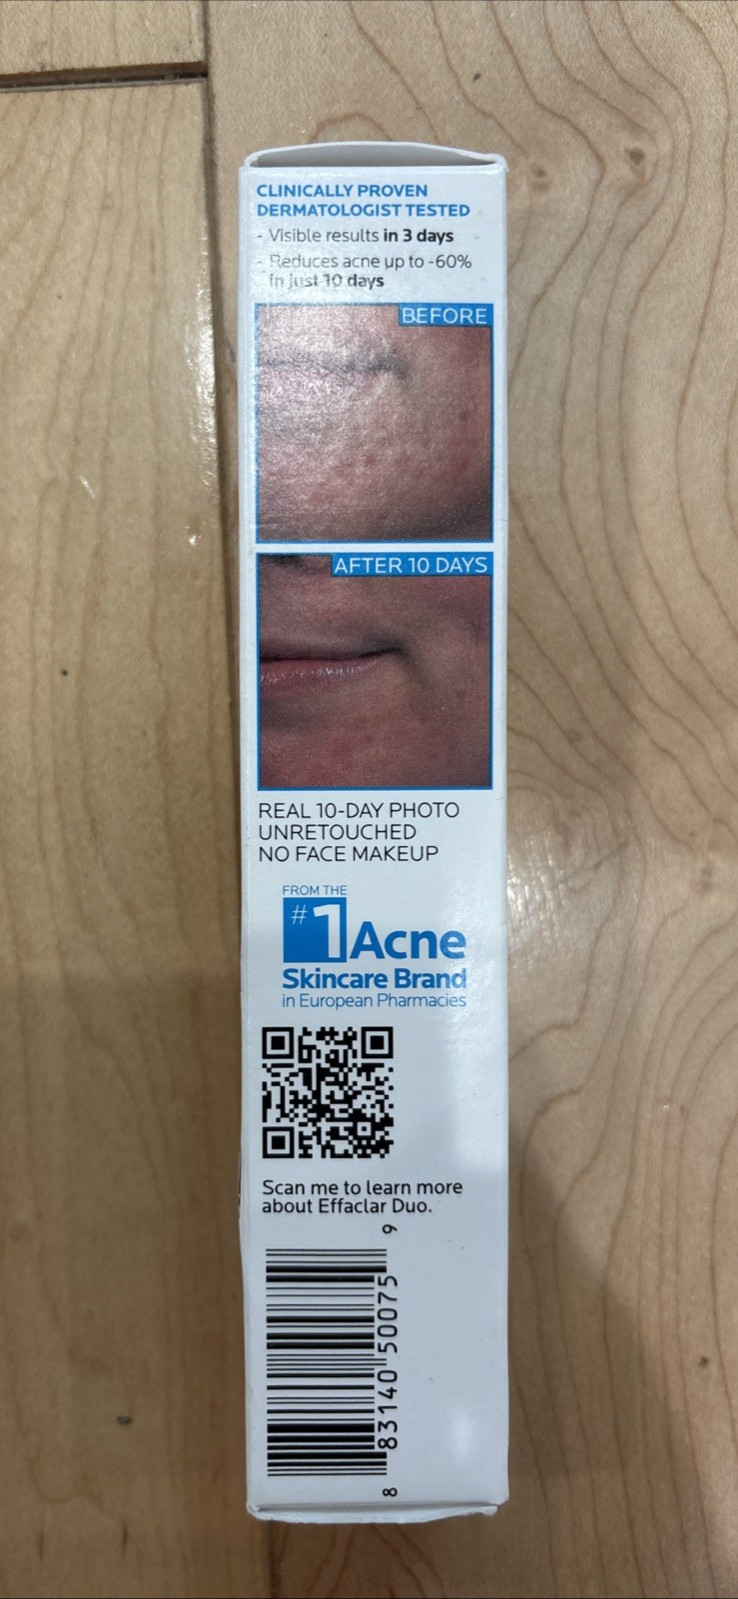 CLINICALLY PROVEN
DERMATOLOGIST TESTED
- Visible results in 3 days
- Reduces acne up to -60%
in just 10 days
BEFORE
AFTER 10 DAYS
REAL 10-DAY PHOTO
UNRETOUCHED
NO FACE MAKEUP
FROM THE
#1 Acne
Skincare Brand
in European Pharmacies
Scan me to learn more
about Effaclar Duo.
8 83140 50075 9